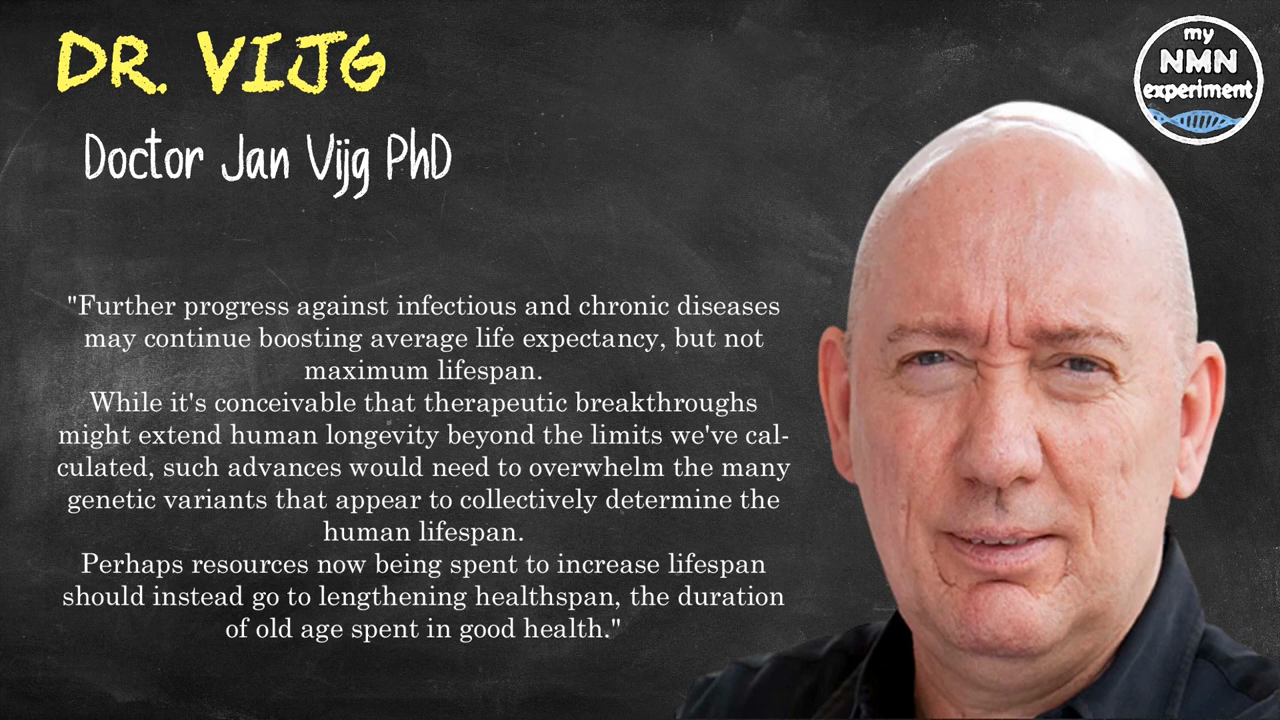 DR. VIJG
Doctor Jan Vijg PhD
my
NMN
experiment
"Further progress against infectious and chronic diseases
may continue boosting average life expectancy, but not
maximum lifespan.
While it's conceivable that therapeutic breakthroughs
might extend human longevity beyond the limits we've cal-
culated, such advances would need to overwhelm the many
genetic variants that appear to collectively determine the
human lifespan.
Perhaps resources now being spent to increase lifespan
should instead go to lengthening healthspan, the duration
of old age spent in good health."